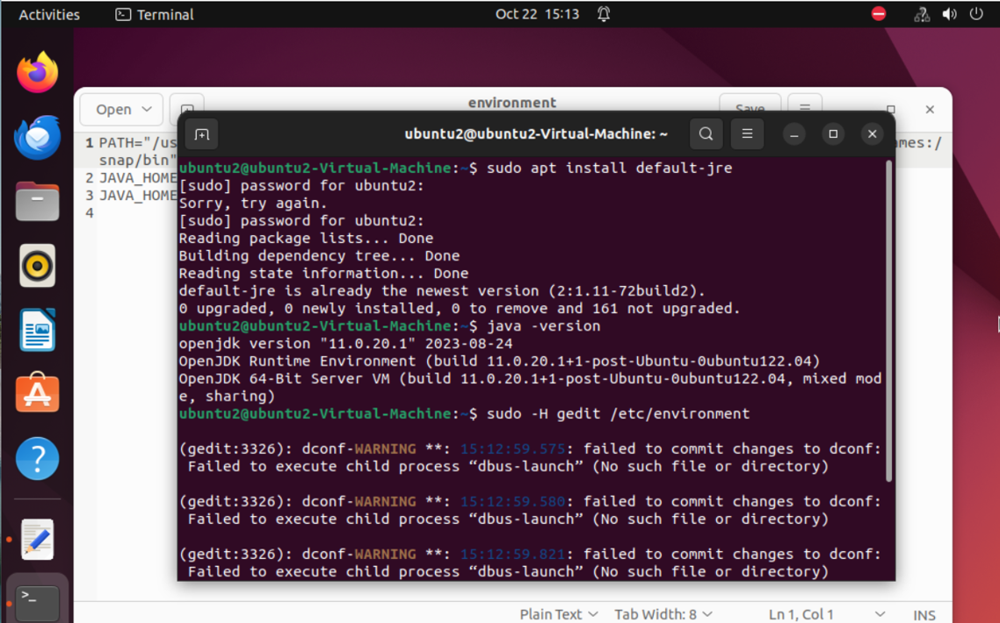 Activities Terminal Oct 22 15:13
Open environment Save
1 PATH="/us ames:/
snap/bin"
2 JAVA_HOME
3 JAVA_HOME
4
ubuntu2@ubuntu2-Virtual-Machine: ~
ubuntu2@ubuntu2-Virtual-Machine:~$ sudo apt install default-jre
[sudo] password for ubuntu2:
Sorry, try again.
[sudo] password for ubuntu2:
Reading package lists... Done
Building dependency tree... Done
Reading state information... Done
default-jre is already the newest version (2:1.11-72build2).
0 upgraded, 0 newly installed, 0 to remove and 161 not upgraded.
ubuntu2@ubuntu2-Virtual-Machine:~$ java -version
openjdk version "11.0.20.1" 2023-08-24
OpenJDK Runtime Environment (build 11.0.20.1+1-post-Ubuntu-0ubuntu122.04)
OpenJDK 64-Bit Server VM (build 11.0.20.1+1-post-Ubuntu-0ubuntu122.04, mixed mod
e, sharing)
ubuntu2@ubuntu2-Virtual-Machine:~$ sudo -H gedit /etc/environment
(gedit:3326): dconf-WARNING **: 15:12:59.575: failed to commit changes to dconf:
Failed to execute child process “dbus-launch” (No such file or directory)
(gedit:3326): dconf-WARNING **: 15:12:59.580: failed to commit changes to dconf:
Failed to execute child process “dbus-launch” (No such file or directory)
(gedit:3326): dconf-WARNING **: 15:12:59.821: failed to commit changes to dconf:
Failed to execute child process “dbus-launch” (No such file or directory)
Plain Text Tab Width: 8 Ln 1, Col 1 INS